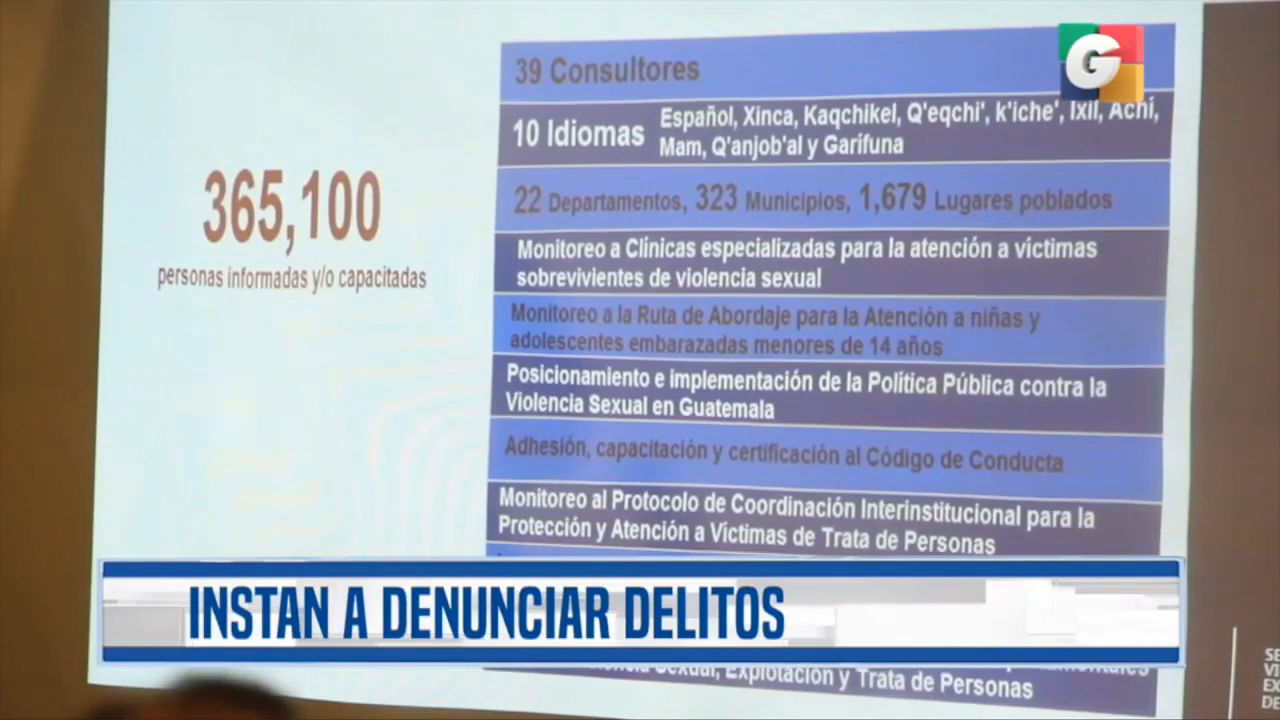 G
39 Consultores
10 Idiomas
Español, Xinca, Kaqchikel, Q'eqchi', k'iche', Ixil, Achí,
Mam, Q'anjob'al y Garífuna
365,100
personas informadas y/o capacitadas
22 Departamentos, 323 Municipios, 1,679 Lugares poblados
Monitoreo a Clínicas especializadas para la atención a víctimas
sobrevivientes de violencia sexual
Monitoreo a la Ruta de Abordaje para la Atención a niñas y
adolescentes embarazadas menores de 14 años
Posicionamiento e implementación de la Política Pública contra la
Violencia Sexual en Guatemala
Adhesión, capacitación y certificación al Código de Conducta
Monitoreo al Protocolo de Coordinación Interinstitucional para la
Protección y Atención a Víctimas de Trata de Personas
INSTAN A DENUNCIAR DELITOS
Sexual, Explotación y Trata de Personas
SE
VI
EX
DE